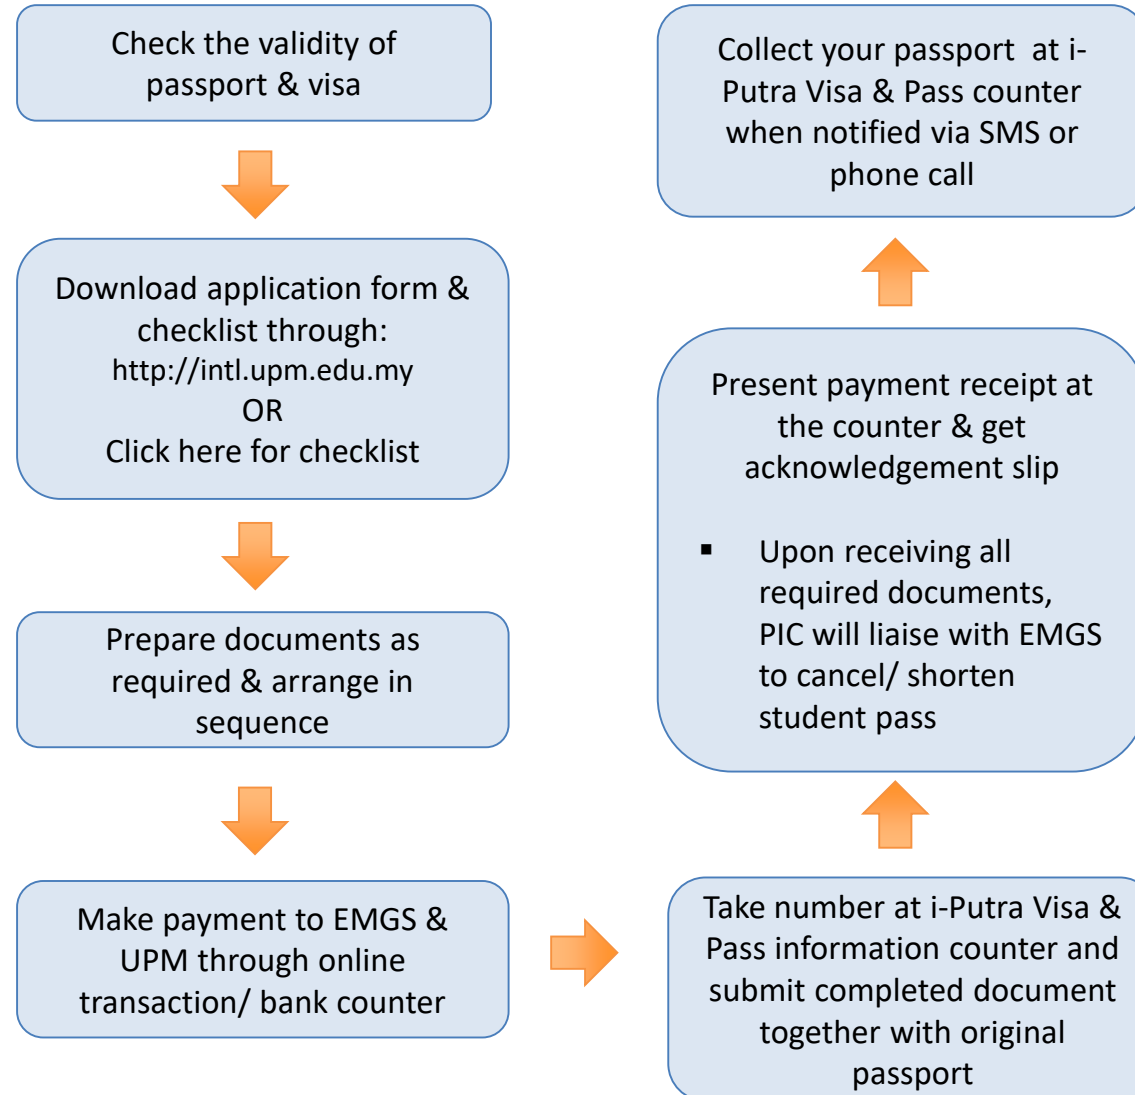 Check the validity of
passport & visa
Download application form &
checklist through:
http://intl.upm.edu.my
OR
Click here for checklist
Prepare documents as
required & arrange in
sequence
Make payment to EMGS &
UPM through online
transaction/ bank counter
Take number at i-Putra Visa &
Pass information counter and
submit completed document
together with original
passport
Present payment receipt at
the counter & get
acknowledgement slip
▪ Upon receiving all
required documents,
PIC will liaise with EMGS
to cancel/ shorten
student pass
Collect your passport  at i-
Putra Visa & Pass counter
when notified via SMS or
phone call